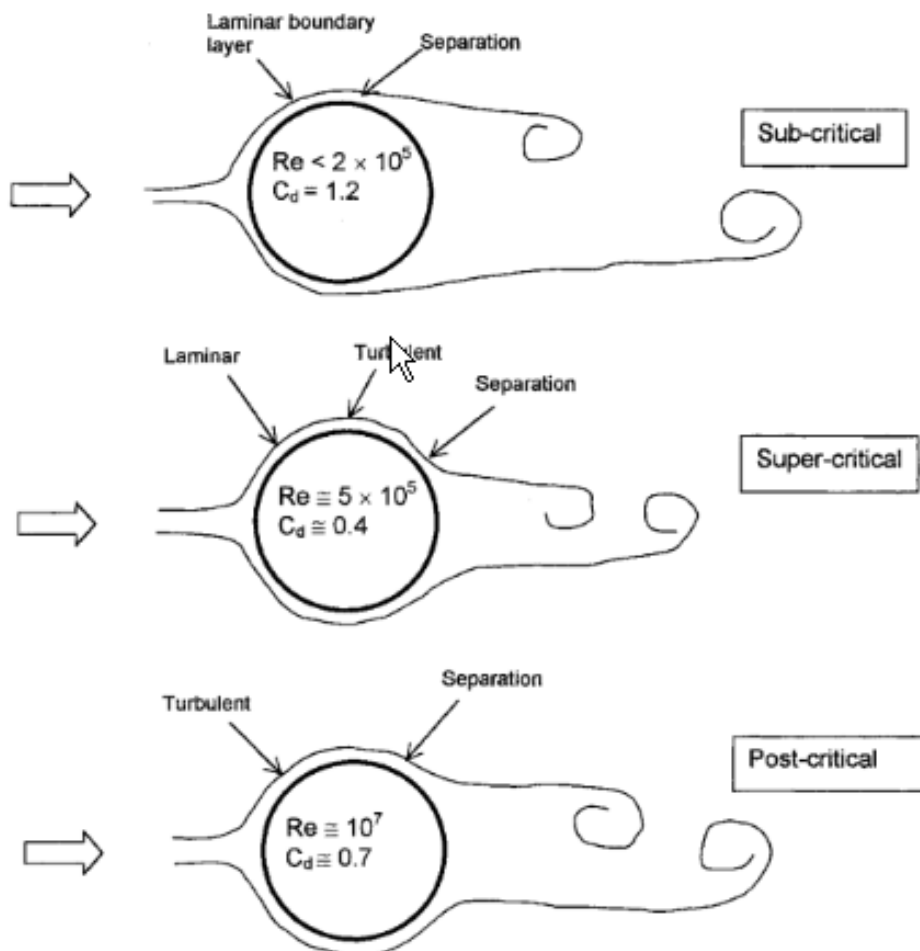 Laminar boundary
layer
Separation
Sub-critical
Re < 2 × 10⁵
C_d = 1.2
Laminar
Turbulent
Separation
Super-critical
Re ≅ 5 × 10⁵
C_d ≅ 0.4
Turbulent
Separation
Post-critical
Re ≅ 10⁷
C_d ≅ 0.7